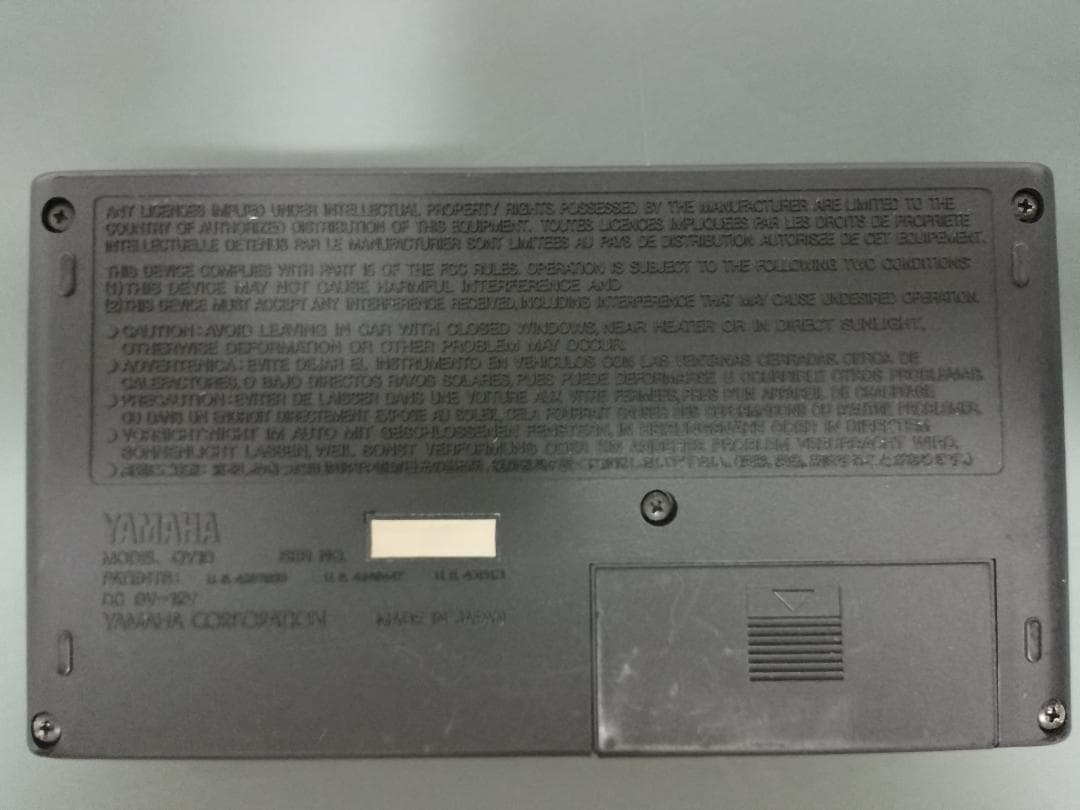 ANY LICENCES IMPLIED UNDER INTELLECTUAL PROPERTY RIGHTS POSSESSED BY THE MANUFACTURER ARE LIMITED TO THE
COUNTRY OF AUTHORIZED DISTRIBUTION OF THIS EQUIPMENT. TOUTES LICENCES IMPLIQUEES PAR LES DROITS DE PROPRIETE
INTELLECTUELLE DETENUS PAR LE MANUFACTURIER SONT LIMITEES AU PAYS DE DISTRIBUTION AUTORISEE DE CET EQUIPEMENT.
THIS DEVICE COMPLIES WITH PART 15 OF THE FCC RULES. OPERATION IS SUBJECT TO THE FOLLOWING TWO CONDITIONS:
(1) THIS DEVICE MAY NOT CAUSE HARMFUL INTERFERENCE AND
(2) THIS DEVICE MUST ACCEPT ANY INTERFERENCE RECEIVED, INCLUDING INTERFERENCE THAT MAY CAUSE UNDESIRED OPERATION.
CAUTION: AVOID LEAVING IN CAR WITH CLOSED WINDOWS, NEAR HEATER OR IN DIRECT SUNLIGHT,
OTHERWISE DEFORMATION OR OTHER PROBLEM MAY OCCUR.
ADVERTENCIA: EVITE DEJAR EL INSTRUMENTO EN VEHICULOS CON LAS VENTANAS CERRADAS, CERCA DE
CALEFACTORES, O BAJO DIRECTOS RAYOS SOLARES, PUES PUEDE DEFORMARSE U OCURRIRLE OTROS PROBLEMAS.
PRECAUTION: EVITER DE LAISSER DANS UNE VOITURE AUX VITRE FERMEES, PRES D'UN APPAREIL DE CHAUFFAGE
OU DANS UN ENDROIT DIRECTEMENT EXPOSE AU SOLEIL. CELA POURRAIT CAUSER DES DEFORMATIONS OU D'AUTRE PROBLEMES.
VORSICHT: NICHT IM AUTO MIT GESCHLOSSENEN FENSTERN, IN ODER IN DIREKTEM
SONNENLICHT LASSEN, WEIL SONST VERFORMUNG ODER EIN ANDERES PROBLEM VERURSACHT WIRD.
YAMAHA
MODEL QY10 SER NO.
PATENTS: U.S. U.S. U.S.
DC 9V–12V
YAMAHA CORPORATION MADE IN JAPAN